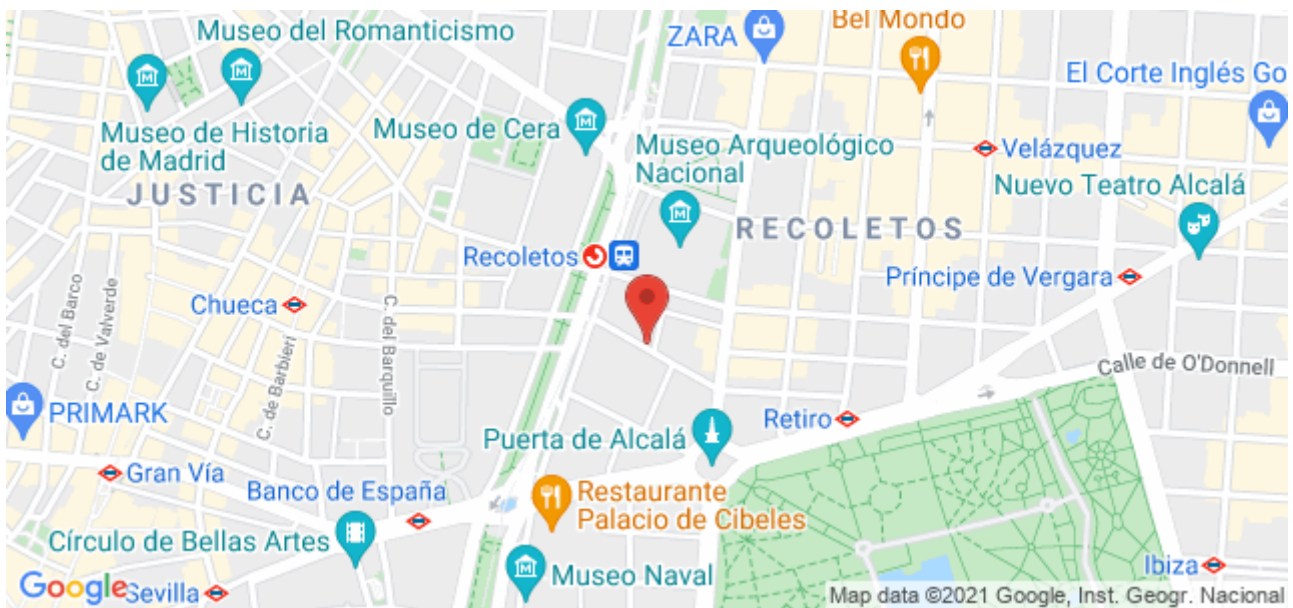 Museo del Romanticismo
ZARA
Bel Mondo
El Corte Inglés Go
Museo de Historia
de Madrid
Museo de Cera
Museo Arqueológico
Nacional
Velázquez
JUSTICIA
Nuevo Teatro Alcalá
RECOLETOS
Recoletos
Príncipe de Vergara
Chueca
C. del Barco
C. de Valverde
C. de Barbieri
C. del Barquillo
Calle de O'Donnell
PRIMARK
Retiro
Puerta de Alcalá
Gran Vía
Banco de España
Restaurante
Palacio de Cibeles
Círculo de Bellas Artes
Ibiza
Museo Naval
Google
Sevilla
Map data ©2021 Google, Inst. Geogr. Nacional